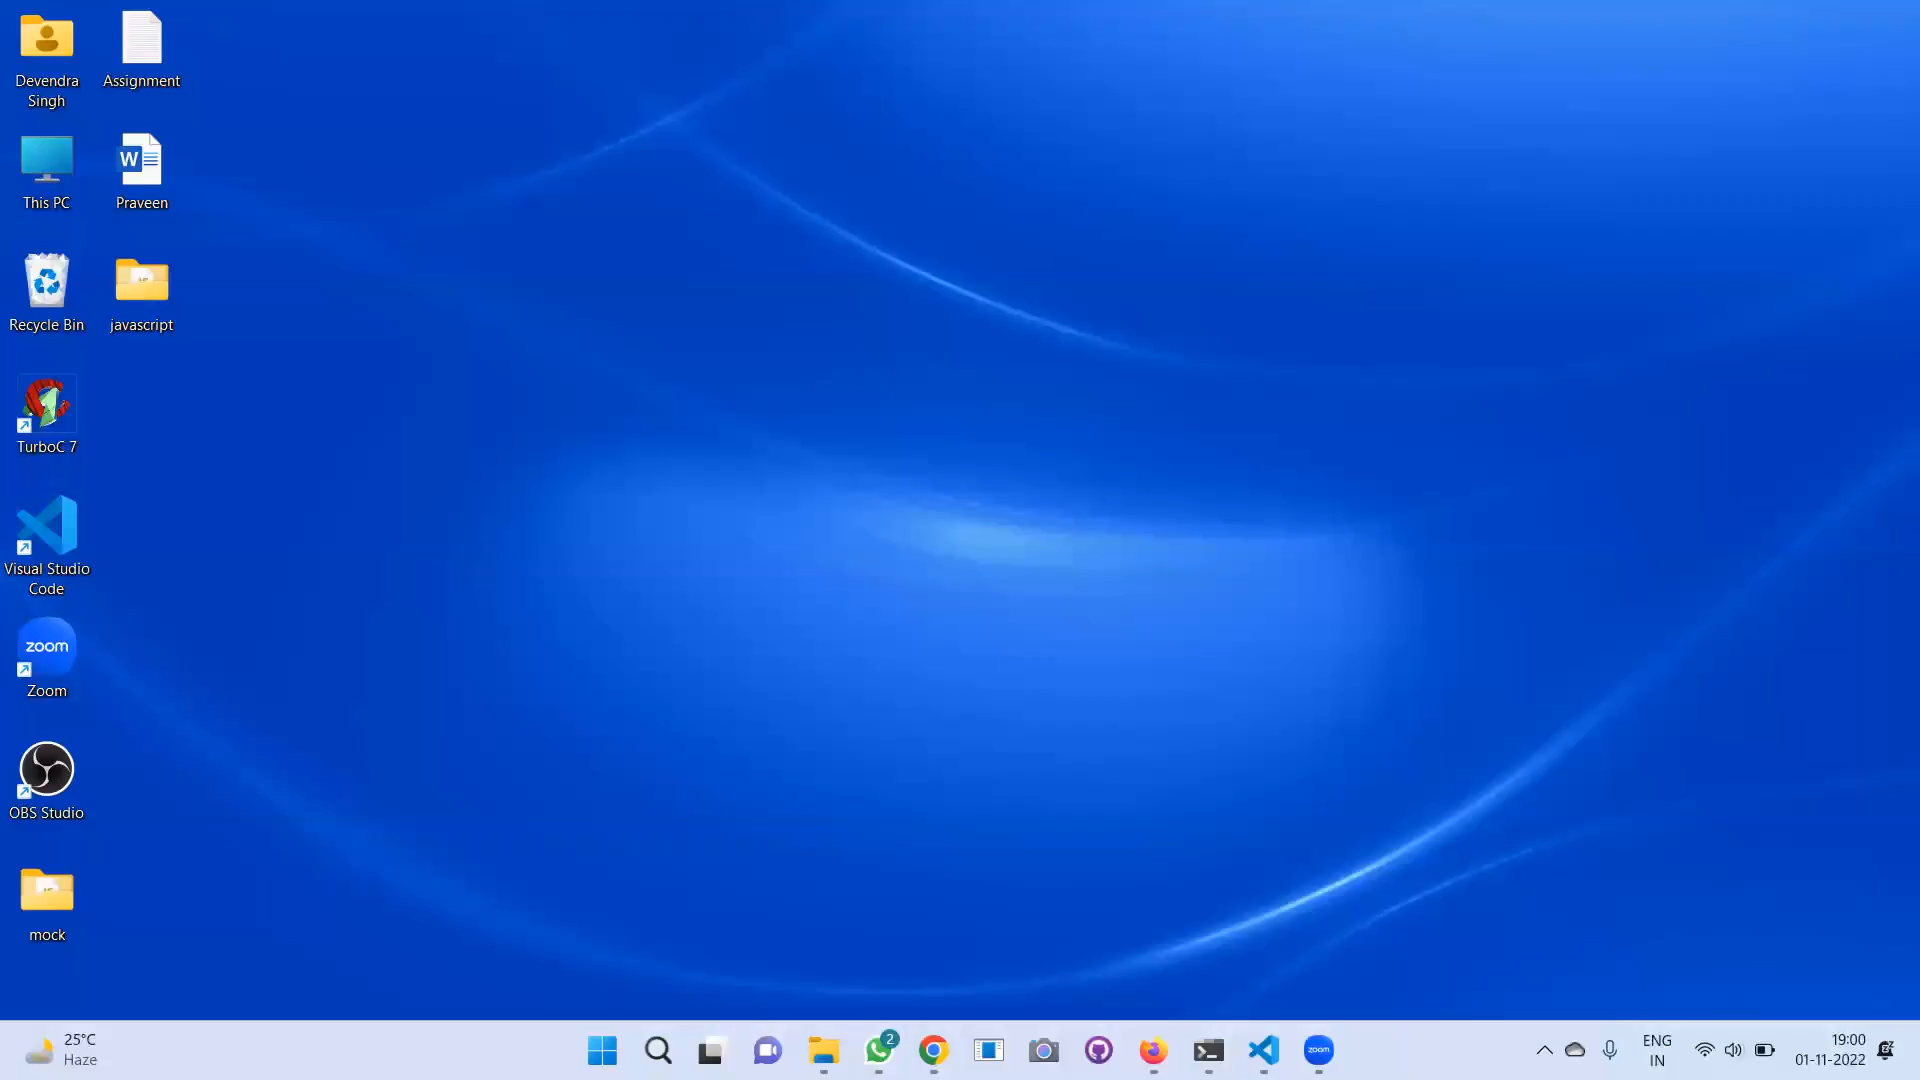 Devendra
Singh
Assignment
This PC
W
Praveen
Recycle Bin
javascript
TurboC 7
Visual Studio
Code
zoom
Zoom
OBS Studio
mock
25°C
Haze
2
zoom
ENG
IN
19:00
01-11-2022